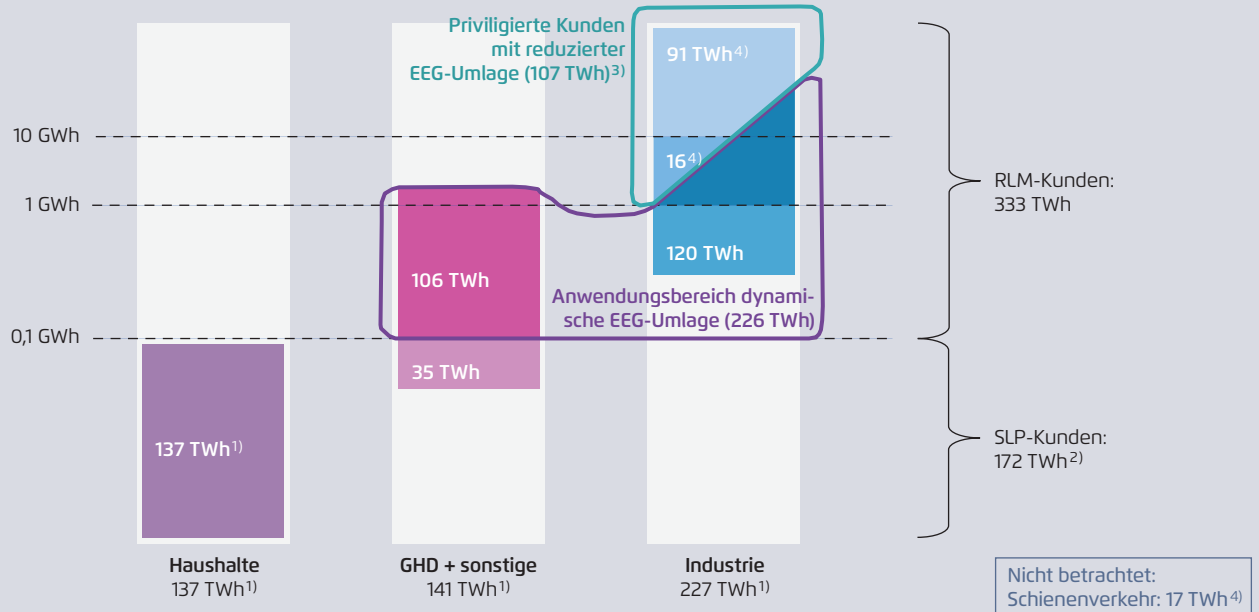 Priviligierte Kunden
mit reduzierter
EEG-Umlage (107 TWh)3)
91 TWh4)
10 GWh
164)
1 GWh
RLM-Kunden:
333 TWh
120 TWh
106 TWh
Anwendungsbereich dynami-
sche EEG-Umlage (226 TWh)
0,1 GWh
35 TWh
137 TWh1)
SLP-Kunden:
172 TWh2)
Haushalte
137 TWh1)
GHD + sonstige
141 TWh1)
Industrie
227 TWh1)
Nicht betrachtet:
Schienenverkehr: 17 TWh4)